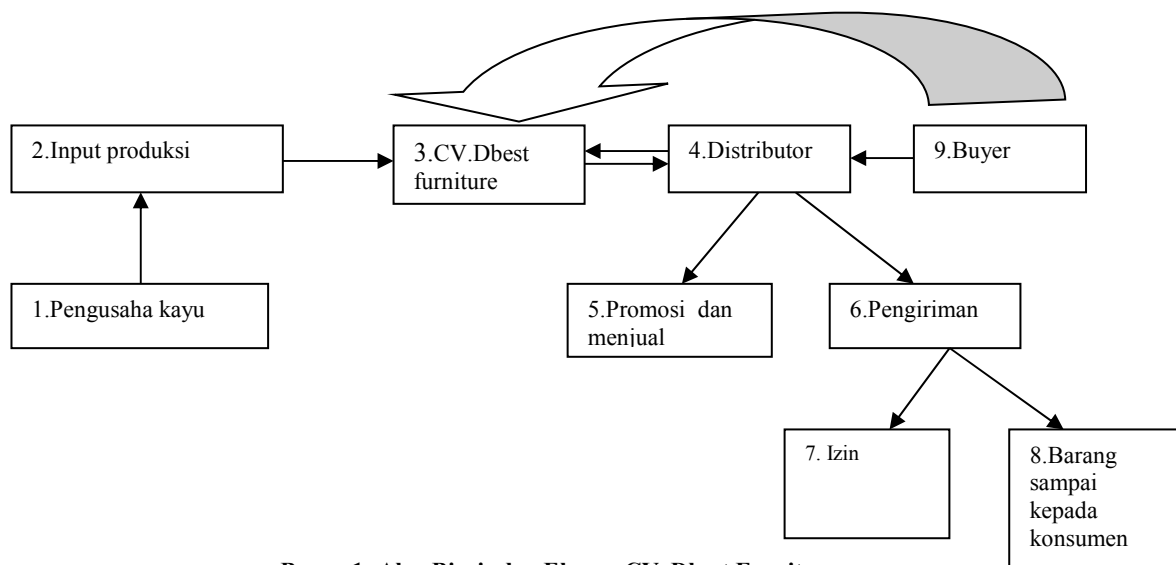 2.Input produksi
3.CV.Dbest
furniture
4.Distributor
9.Buyer
1.Pengusaha kayu
5.Promosi dan
menjual
6.Pengiriman
7. Izin
8.Barang
sampai
kepada
konsumen